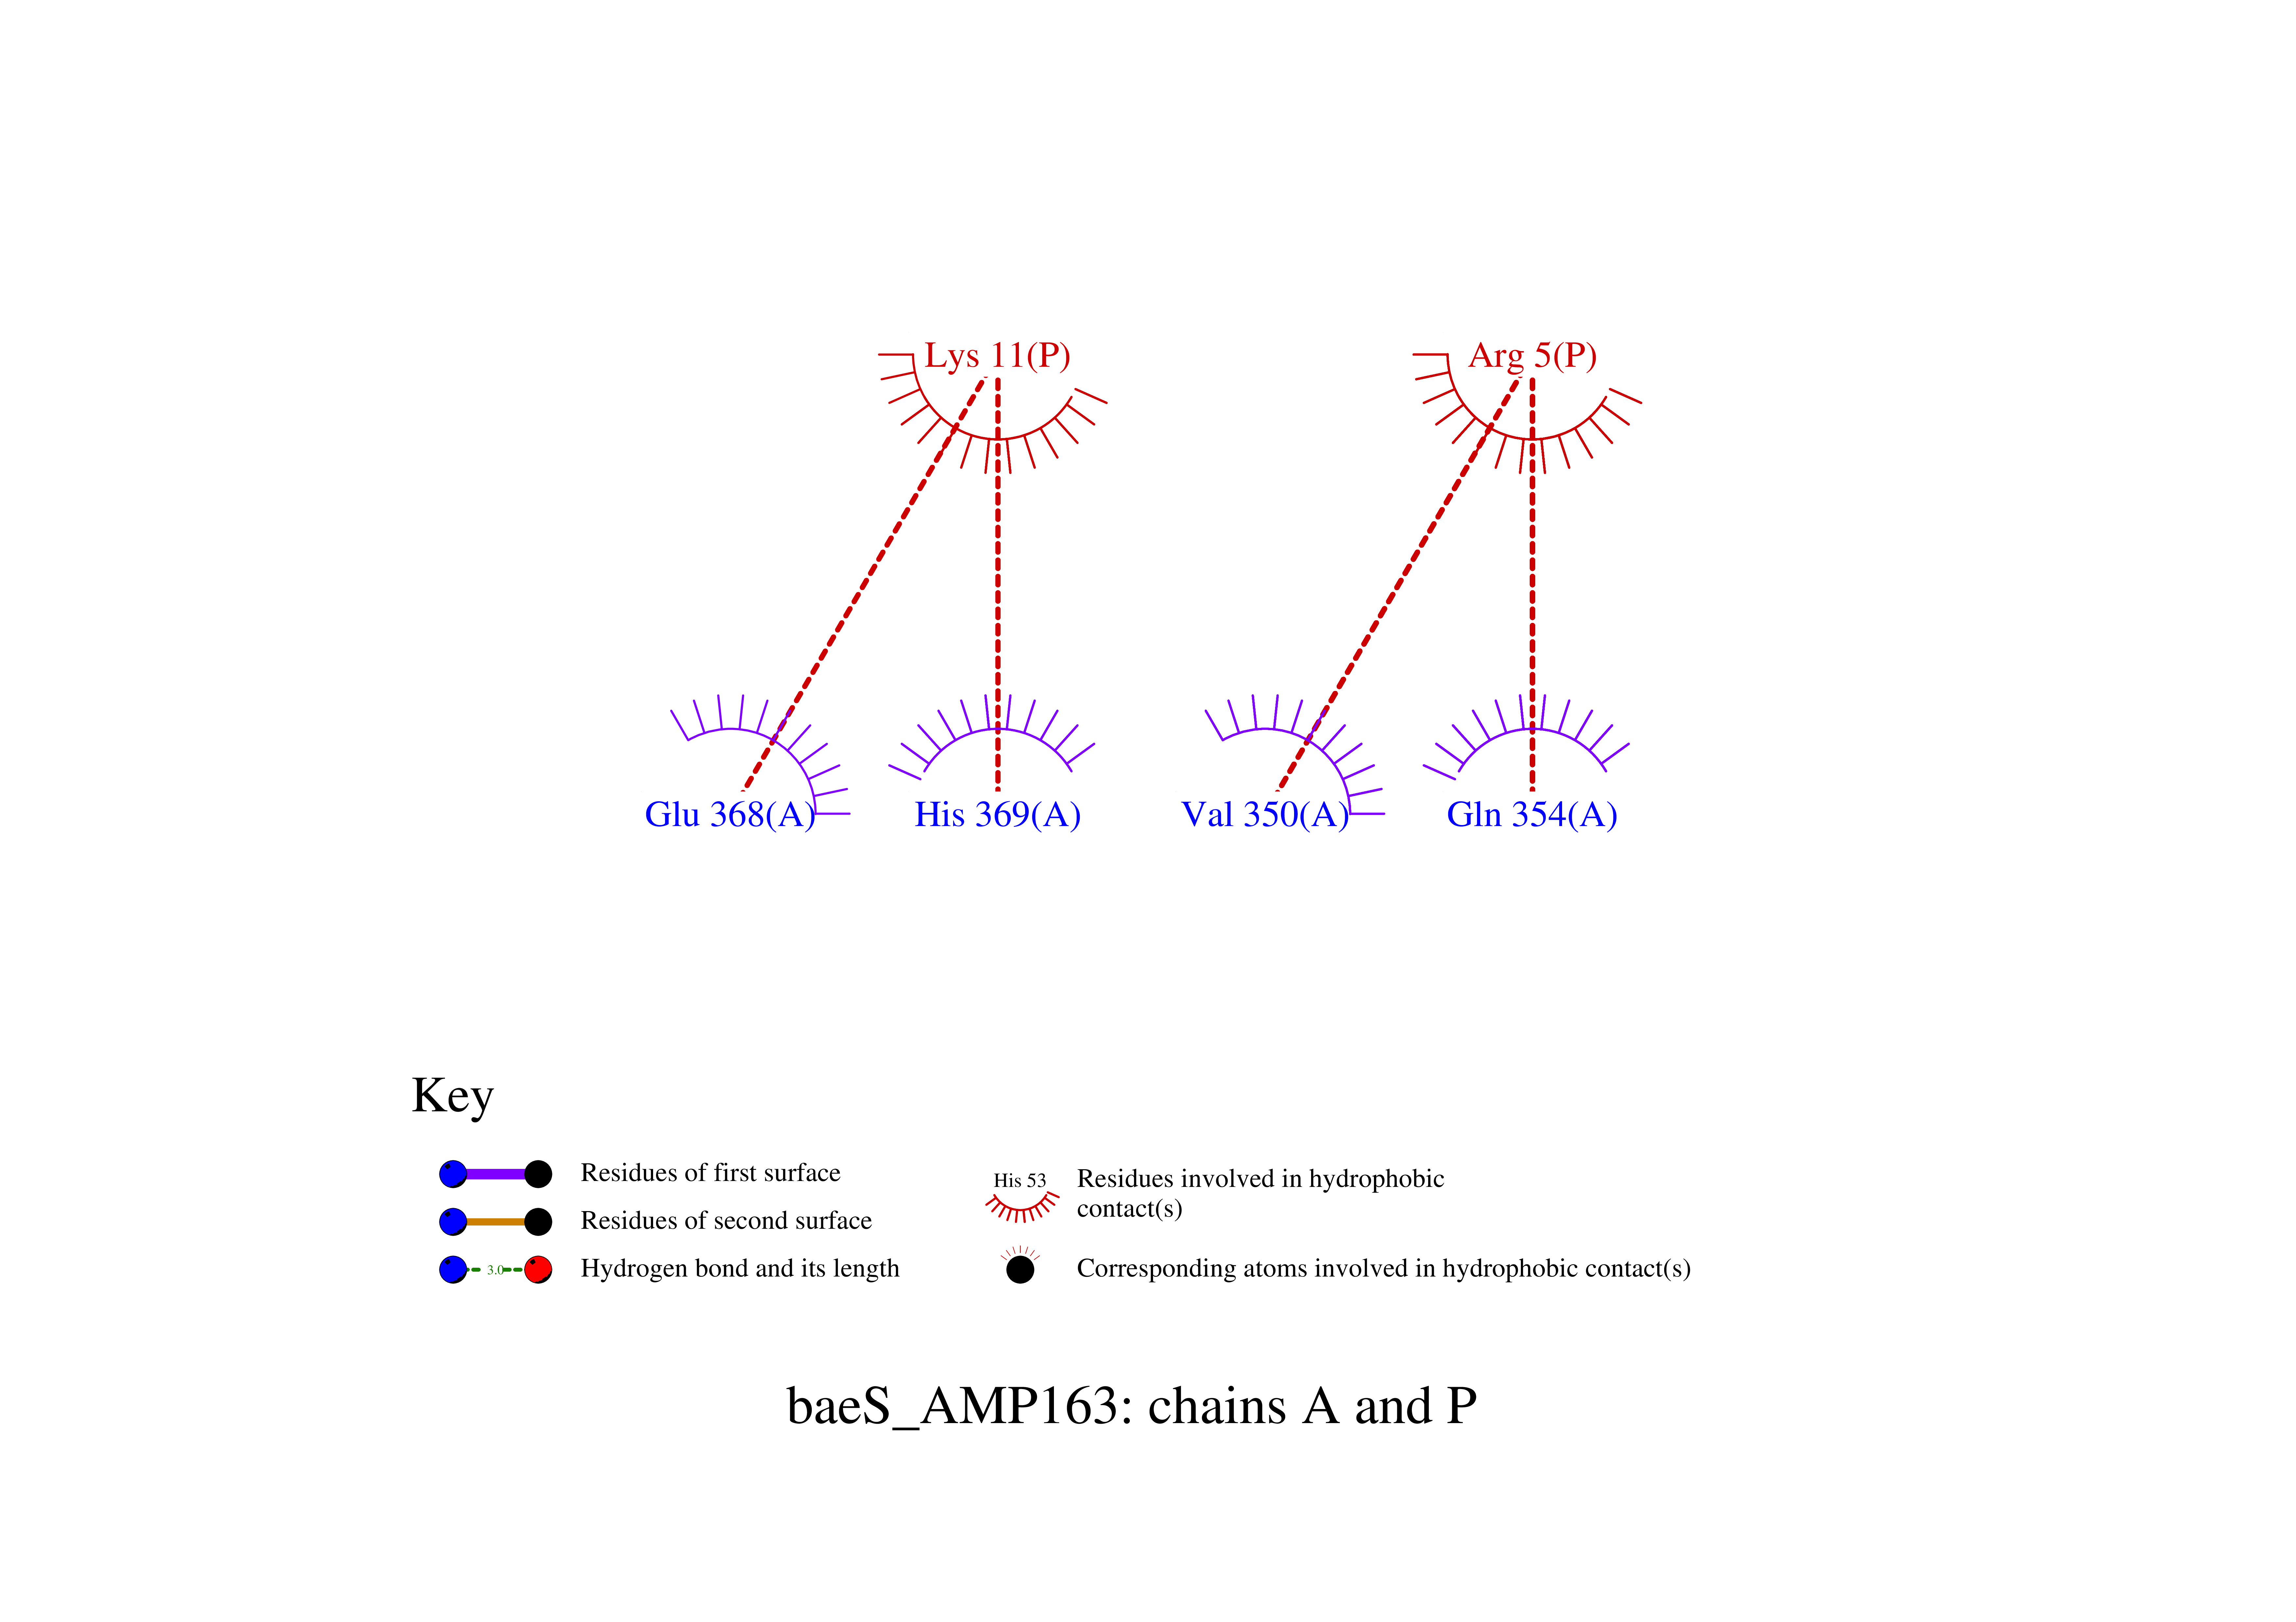 Lys 11(P) Arg 5(P)
Glu 368(A) His 369(A) Val 350(A) Gln 354(A)
Key
Residues of first surface
Residues of second surface
3.0 Hydrogen bond and its length
His 53 Residues involved in hydrophobic
contact(s)
Corresponding atoms involved in hydrophobic contact(s)
baeS_AMP163: chains A and P